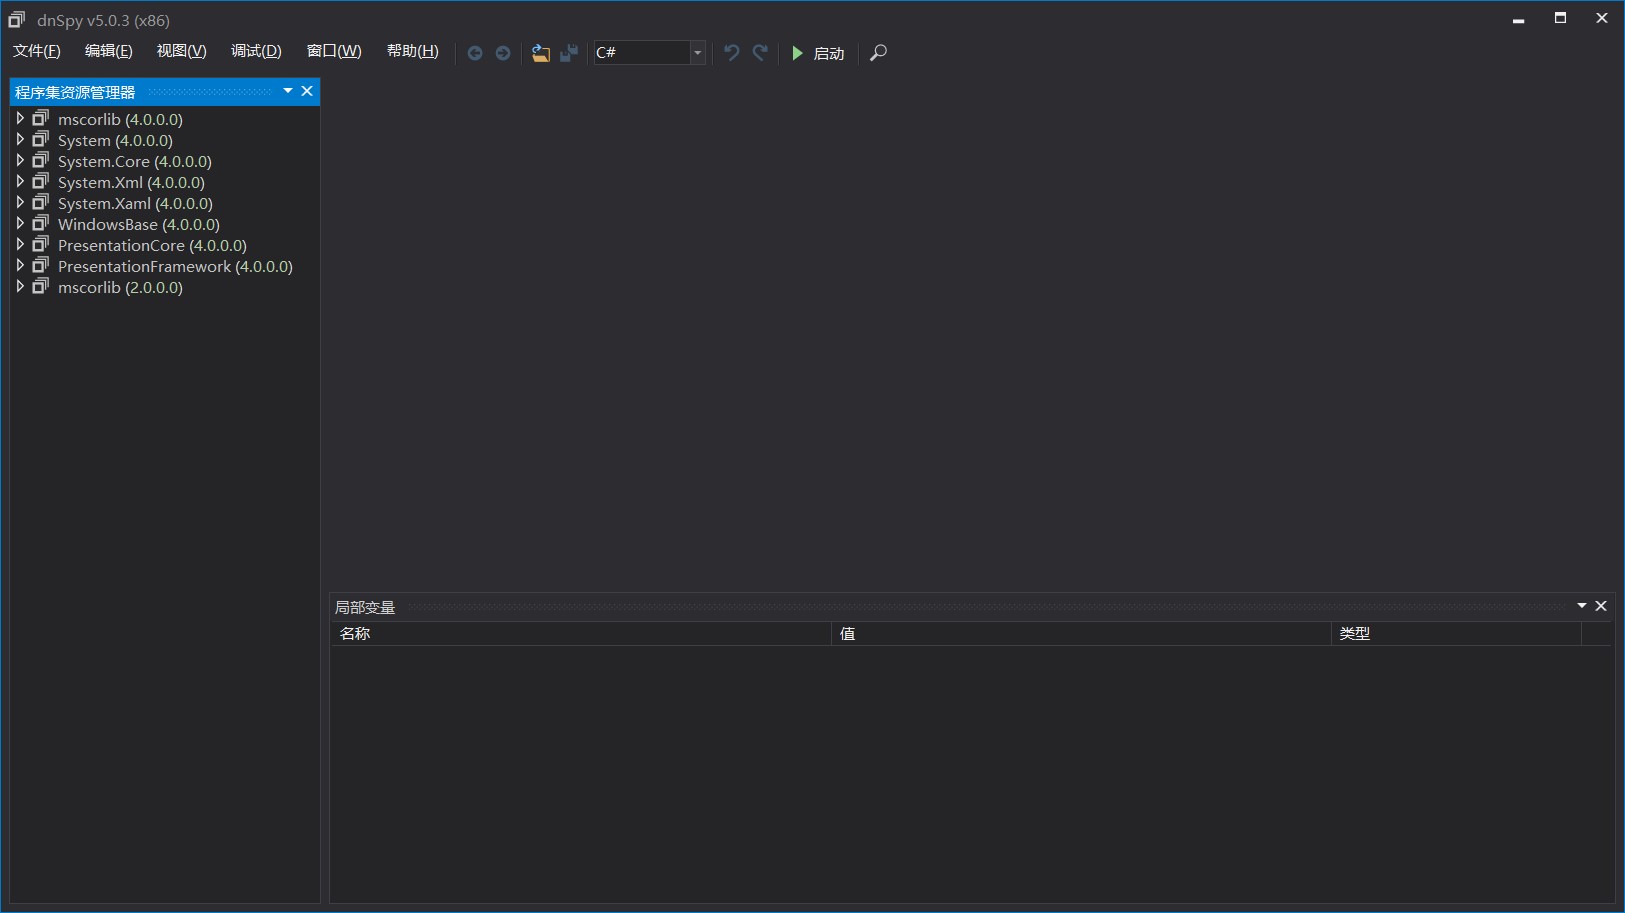 dnSpy v5.0.3 (x86)
文件(F) 编辑(E) 视图(V) 调试(D) 窗口(W) 帮助(H) C# 启动
程序集资源管理器
mscorlib (4.0.0.0)
System (4.0.0.0)
System.Core (4.0.0.0)
System.Xml (4.0.0.0)
System.Xaml (4.0.0.0)
WindowsBase (4.0.0.0)
PresentationCore (4.0.0.0)
PresentationFramework (4.0.0.0)
mscorlib (2.0.0.0)
局部变量
名称 值 类型